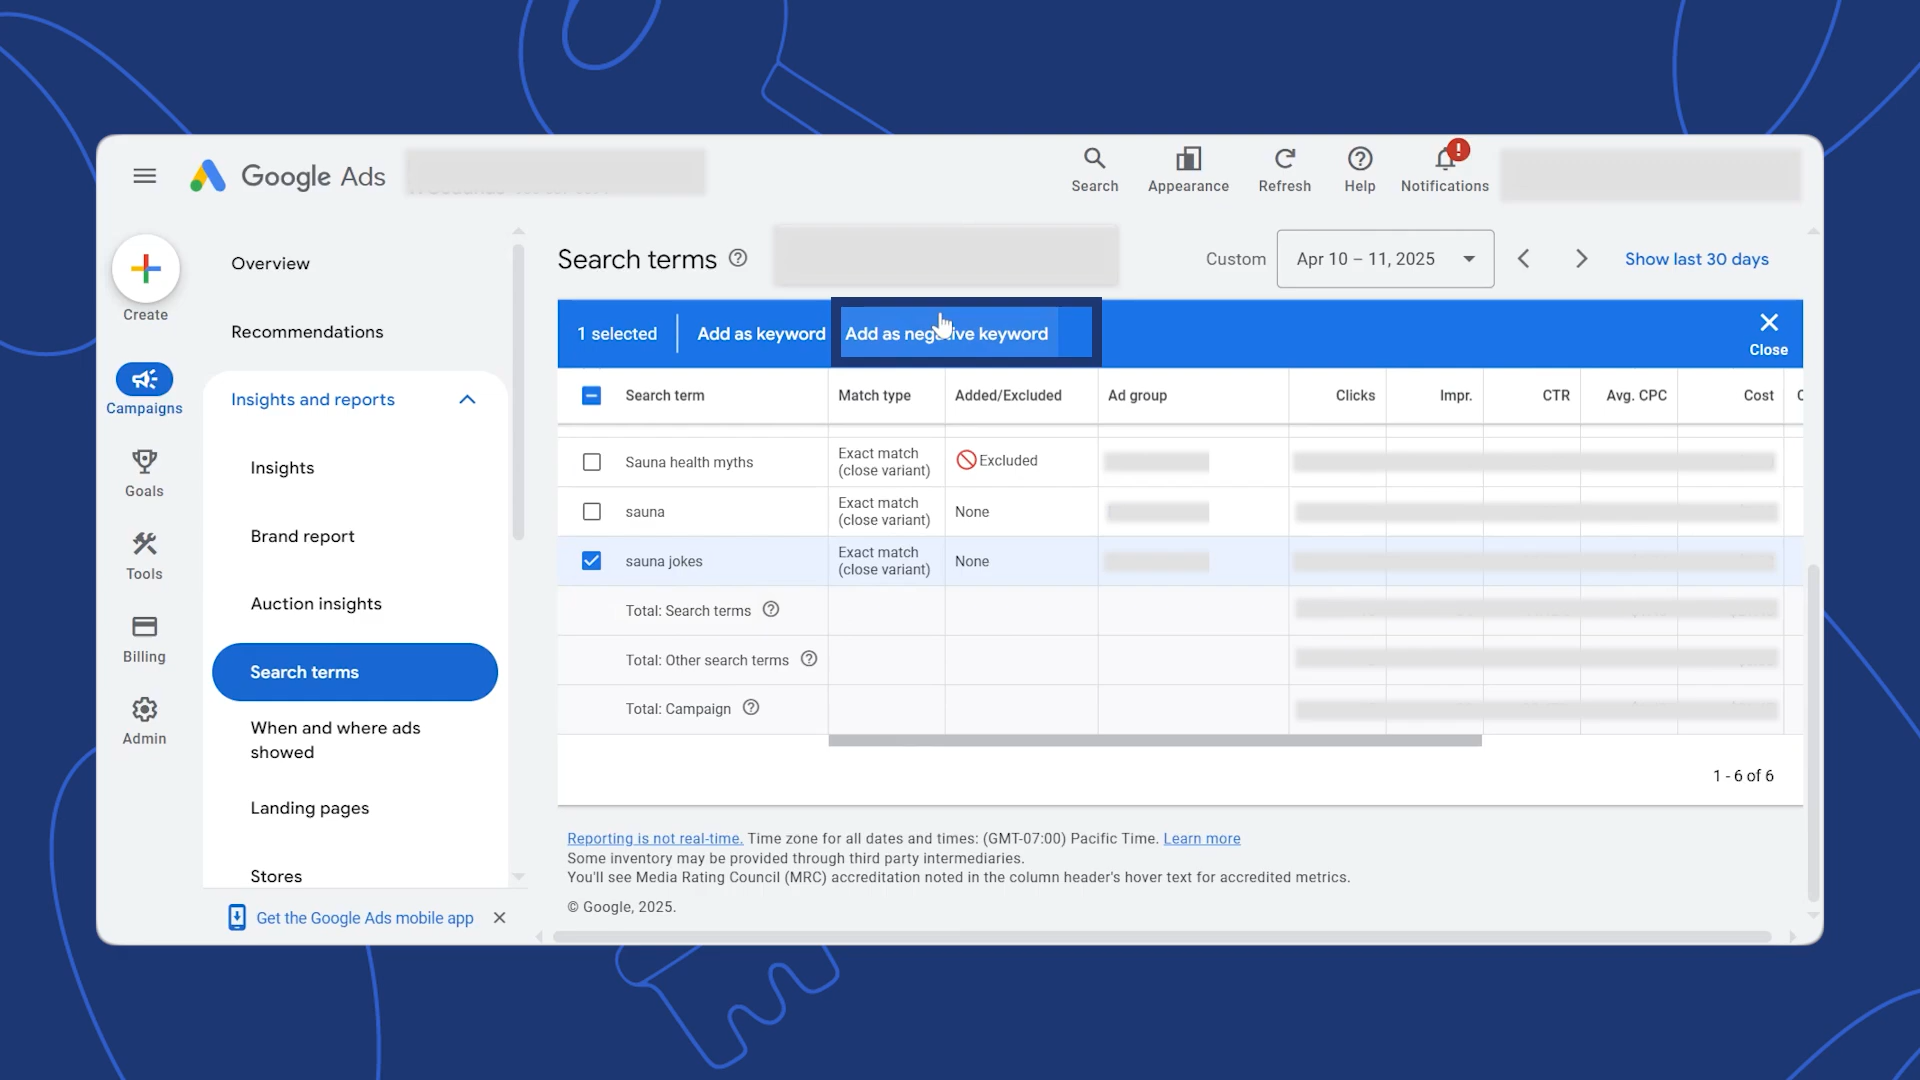 Google Ads
Search
Appearance
Refresh
Help
Notifications
!
Create
Campaigns
Goals
Tools
Billing
Admin
Overview
Recommendations
Insights and reports
Insights
Brand report
Auction insights
Search terms
When and where ads
showed
Landing pages
Stores
Get the Google Ads mobile app
Search terms
Custom
Apr 10 – 11, 2025
Show last 30 days
1 selected
Add as keyword
Add as negative keyword
Close
Search term
Match type
Added/Excluded
Ad group
Clicks
Impr.
CTR
Avg. CPC
Cost
Sauna health myths
Exact match
(close variant)
Excluded
sauna
Exact match
(close variant)
None
sauna jokes
Exact match
(close variant)
None
Total: Search terms
Total: Other search terms
Total: Campaign
1 - 6 of 6
Reporting is not real-time. Time zone for all dates and times: (GMT-07:00) Pacific Time. Learn more
Some inventory may be provided through third party intermediaries.
You'll see Media Rating Council (MRC) accreditation noted in the column header's hover text for accredited metrics.
© Google, 2025.